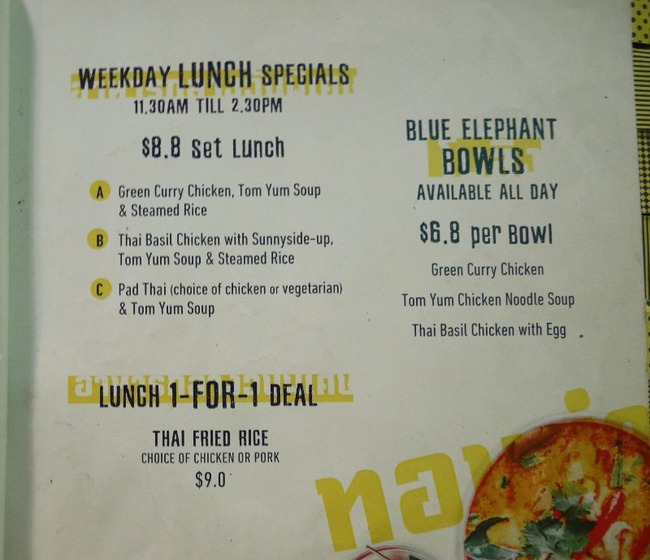 WEEKDAY LUNCH SPECIALS
11.30AM TILL 2.30PM
$8.8 Set Lunch
A Green Curry Chicken, Tom Yum Soup
& Steamed Rice
B Thai Basil Chicken with Sunnyside-up,
Tom Yum Soup & Steamed Rice
C Pad Thai (choice of chicken or vegetarian)
& Tom Yum Soup
LUNCH 1-FOR-1 DEAL
THAI FRIED RICE
CHOICE OF CHICKEN OR PORK
$9.0
BLUE ELEPHANT
BOWLS
AVAILABLE ALL DAY
$6.8 per Bowl
Green Curry Chicken
Tom Yum Chicken Noodle Soup
Thai Basil Chicken with Egg